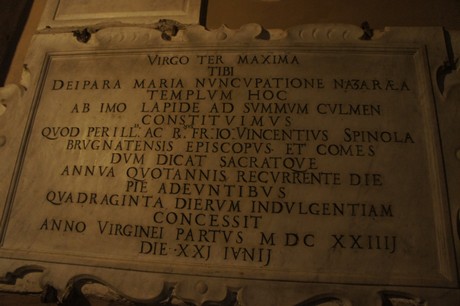 VIRGO TER MAXIMA
TIBI
DEIPARA MARIA NVNCVPATIONE NAZARÆA
TEMPLVM HOC
AB IMO LAPIDE AD SVMMVM CVLMEN
CONSTITVIMVS
QVOD PERILL. AC R. FR. IO. VINCENTIVS SPINOLA
BRVGNATENSIS EPISCOPVS ET COMES
DVM DICAT SACRATQVE
ANNVA QVOTANNIS RECVRRENTE DIE
PIE ADEVNTIBVS
QVADRAGINTA DIERVM INDVLGENTIAM
CONCESSIT
ANNO VIRGINEI PARTVS M DC XXIIIJ
DIE XXJ IVNIJ